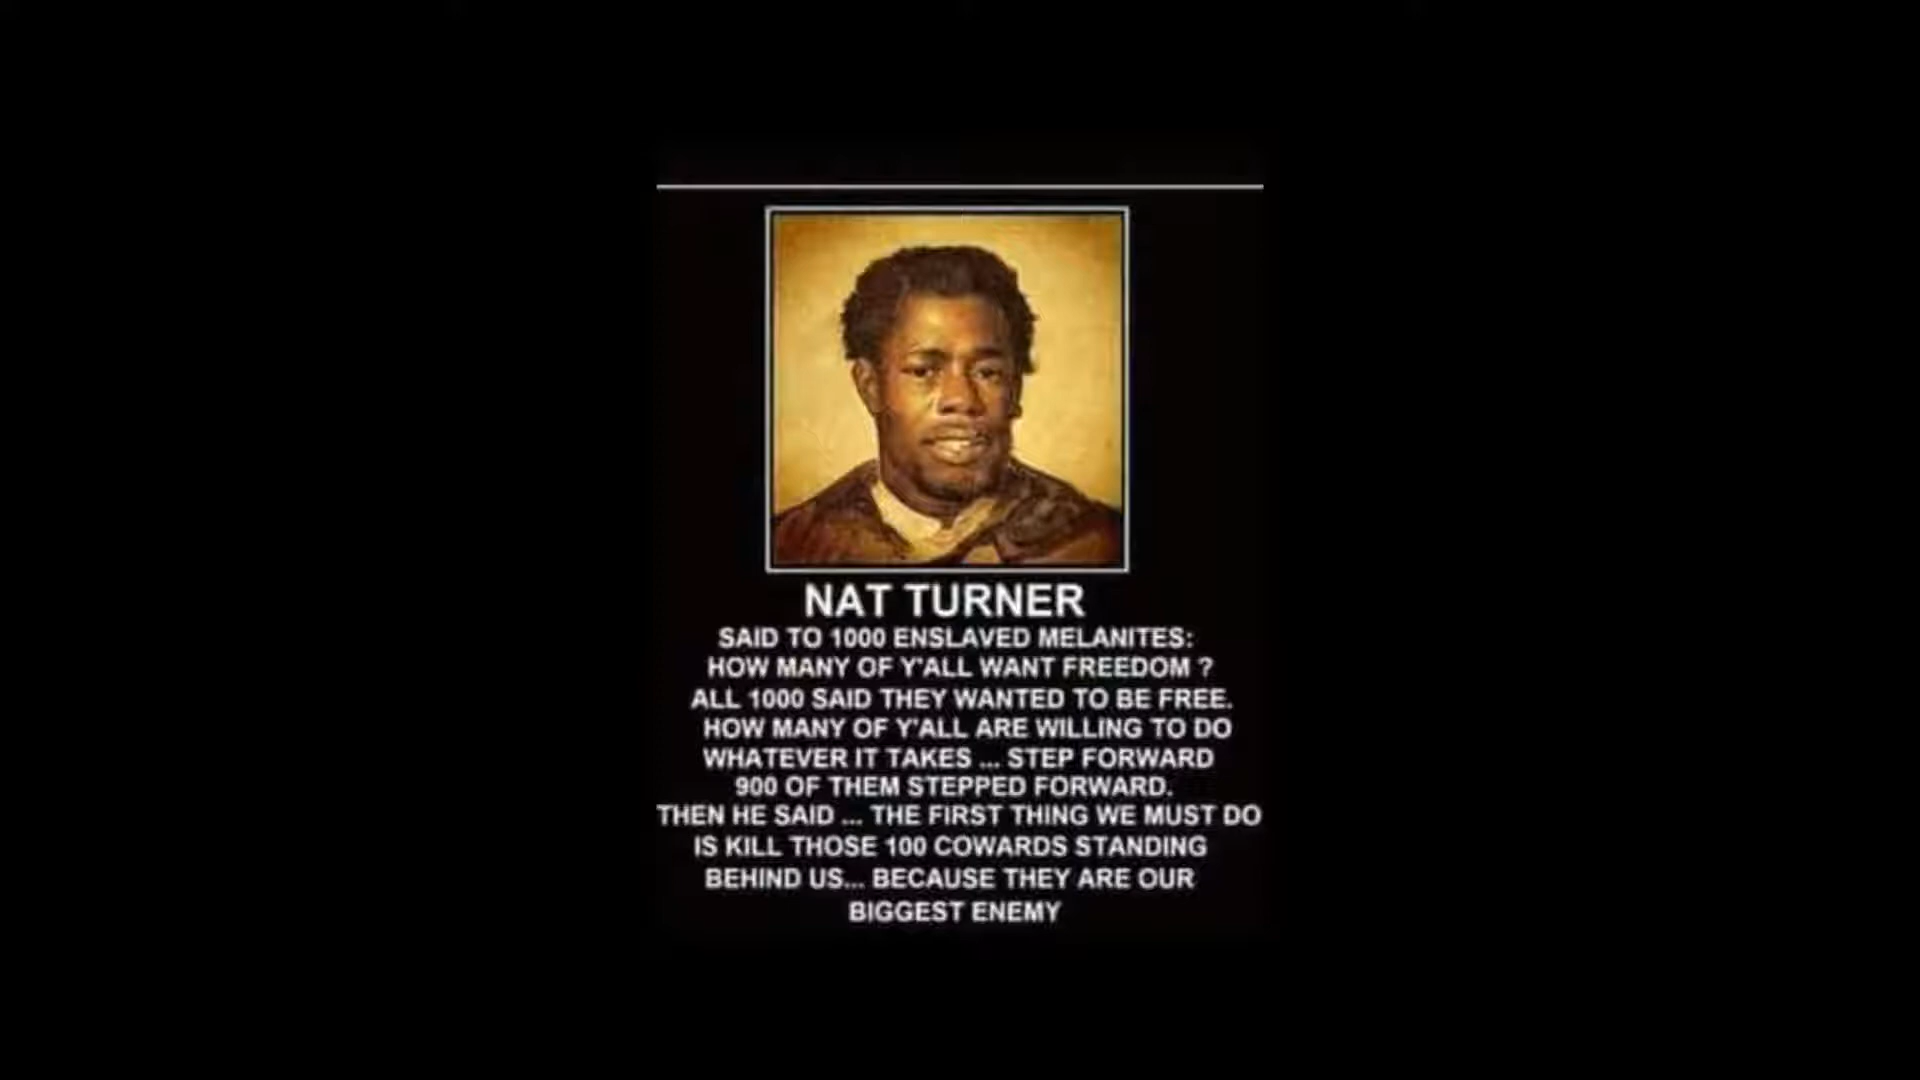 NAT TURNER
SAID TO 1000 ENSLAVED MELANITES:
HOW MANY OF Y'ALL WANT FREEDOM ?
ALL 1000 SAID THEY WANTED TO BE FREE.
HOW MANY OF Y'ALL ARE WILLING TO DO
WHATEVER IT TAKES ... STEP FORWARD
900 OF THEM STEPPED FORWARD.
THEN HE SAID ... THE FIRST THING WE MUST DO
IS KILL THOSE 100 COWARDS STANDING
BEHIND US... BECAUSE THEY ARE OUR
BIGGEST ENEMY